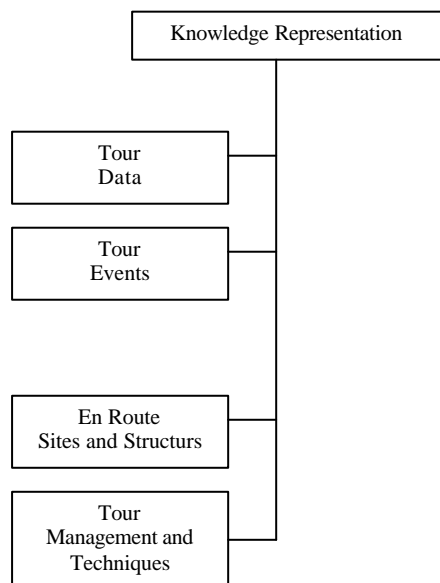 Knowledge Representation
Tour
Data
Tour
Events
En Route
Sites and Structurs
Tour
Management and
Techniques